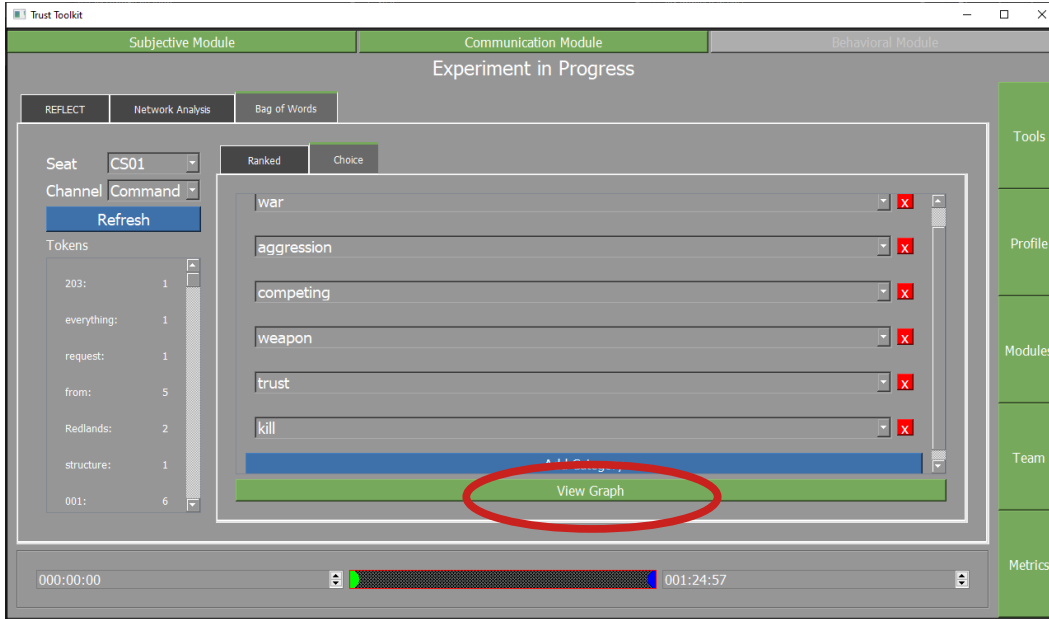 Trust Toolkit
Subjective Module
Communication Module
Behavioral Module
Experiment in Progress
REFLECT
Network Analysis
Bag of Words
Tools
Profile
Modules
Team
Metrics
Seat CS01
Channel Command
Refresh
Tokens
203: 1
everything: 1
request: 1
from: 5
Redlands: 2
structure: 1
001: 6
Ranked
Choice
war x
aggression x
competing x
weapon x
trust x
kill x
Add Category
View Graph
000:00:00
001:24:57